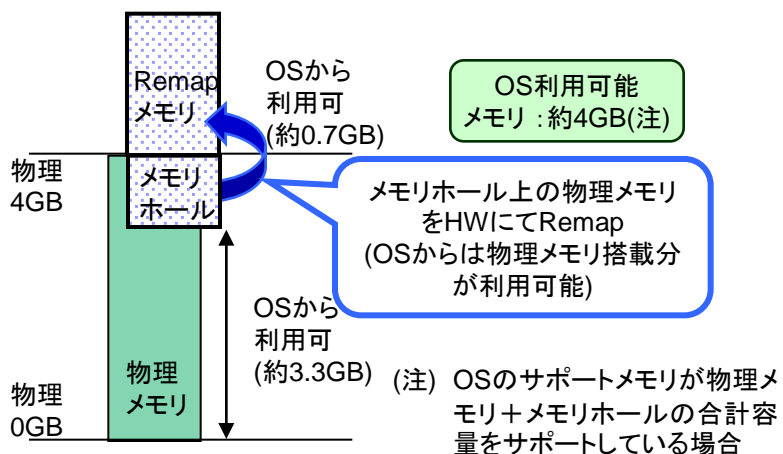 Remap
メモリ
OSから
利用可
(約0.7GB)
OS利用可能
メモリ：約4GB(注)
物理
4GB
メモリ
ホール
メモリホール上の物理メモリ
をHWにてRemap
(OSからは物理メモリ搭載分
が利用可能)
OSから
利用可
(約3.3GB)
物理
メモリ
物理
0GB
(注) OSのサポートメモリが物理メ
モリ＋メモリホールの合計容
量をサポートしている場合